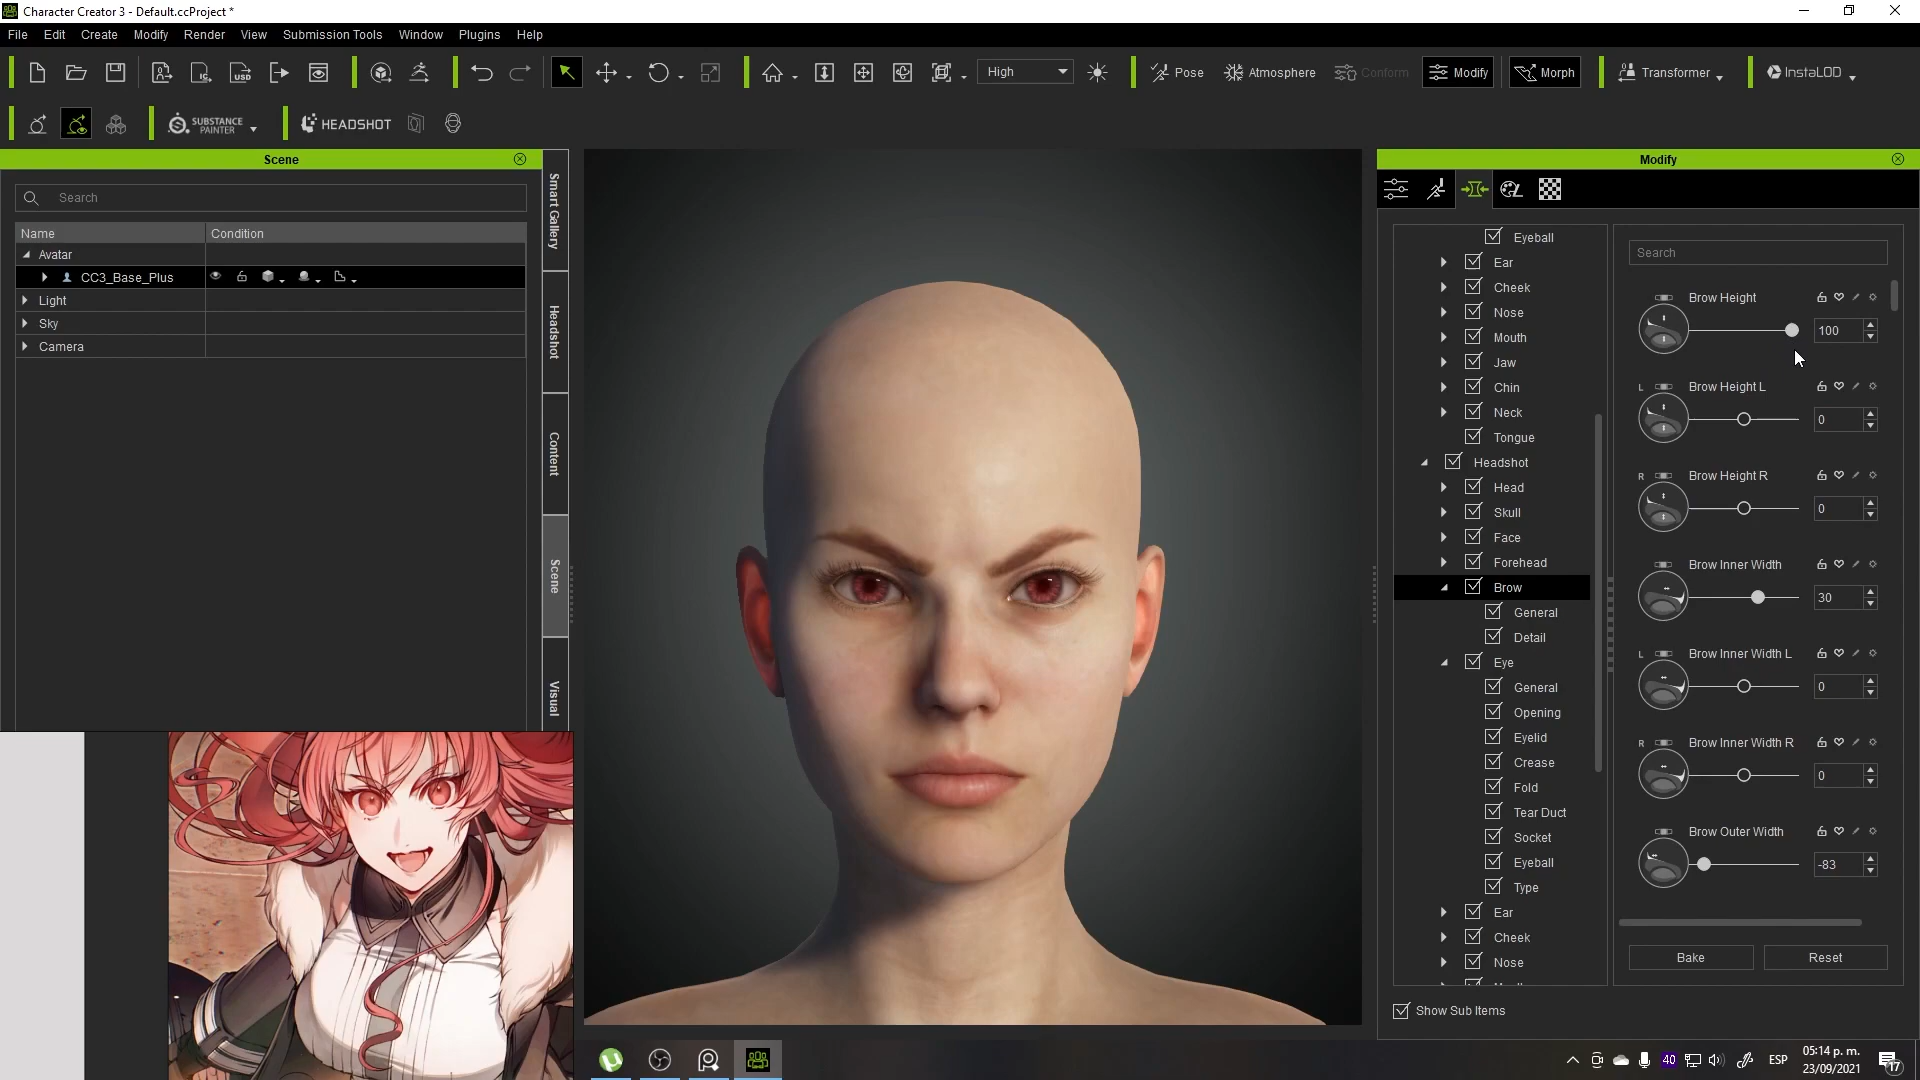 Character Creator 3 - Default.ccProject *
File Edit Create Modify Render View Submission Tools Window Plugins Help
High Pose Atmosphere Conform Modify Morph Transformer InstaLOD
SUBSTANCE PAINTER HEADSHOT
Scene
Search
Name Condition
Avatar
CC3_Base_Plus
Light
Sky
Camera
Smart Gallery
Headshot
Content
Scene
Visual
Modify
Eyeball
Ear
Cheek
Nose
Mouth
Jaw
Chin
Neck
Tongue
Headshot
Head
Skull
Face
Forehead
Brow
General
Detail
Eye
General
Opening
Eyelid
Crease
Fold
Tear Duct
Socket
Eyeball
Type
Ear
Cheek
Nose
Show Sub Items
Search
Brow Height
100
L Brow Height L
0
R Brow Height R
0
Brow Inner Width
30
L Brow Inner Width L
0
R Brow Inner Width R
0
Brow Outer Width
-83
Bake Reset
40 ESP 05:14 p. m.
23/09/2021
17